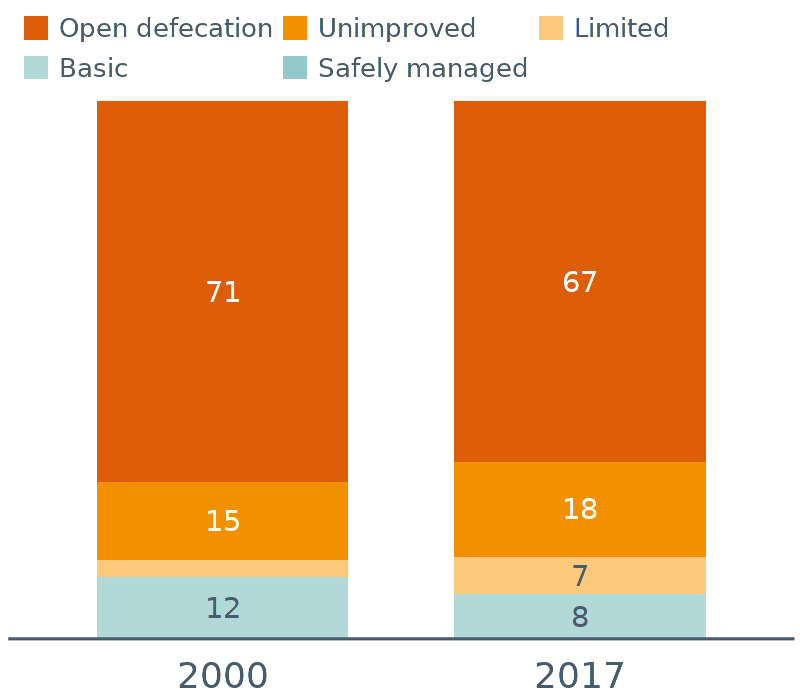 Open defecation Unimproved Limited
Basic Safely managed
71 67
15 18
7
12 8
2000 2017